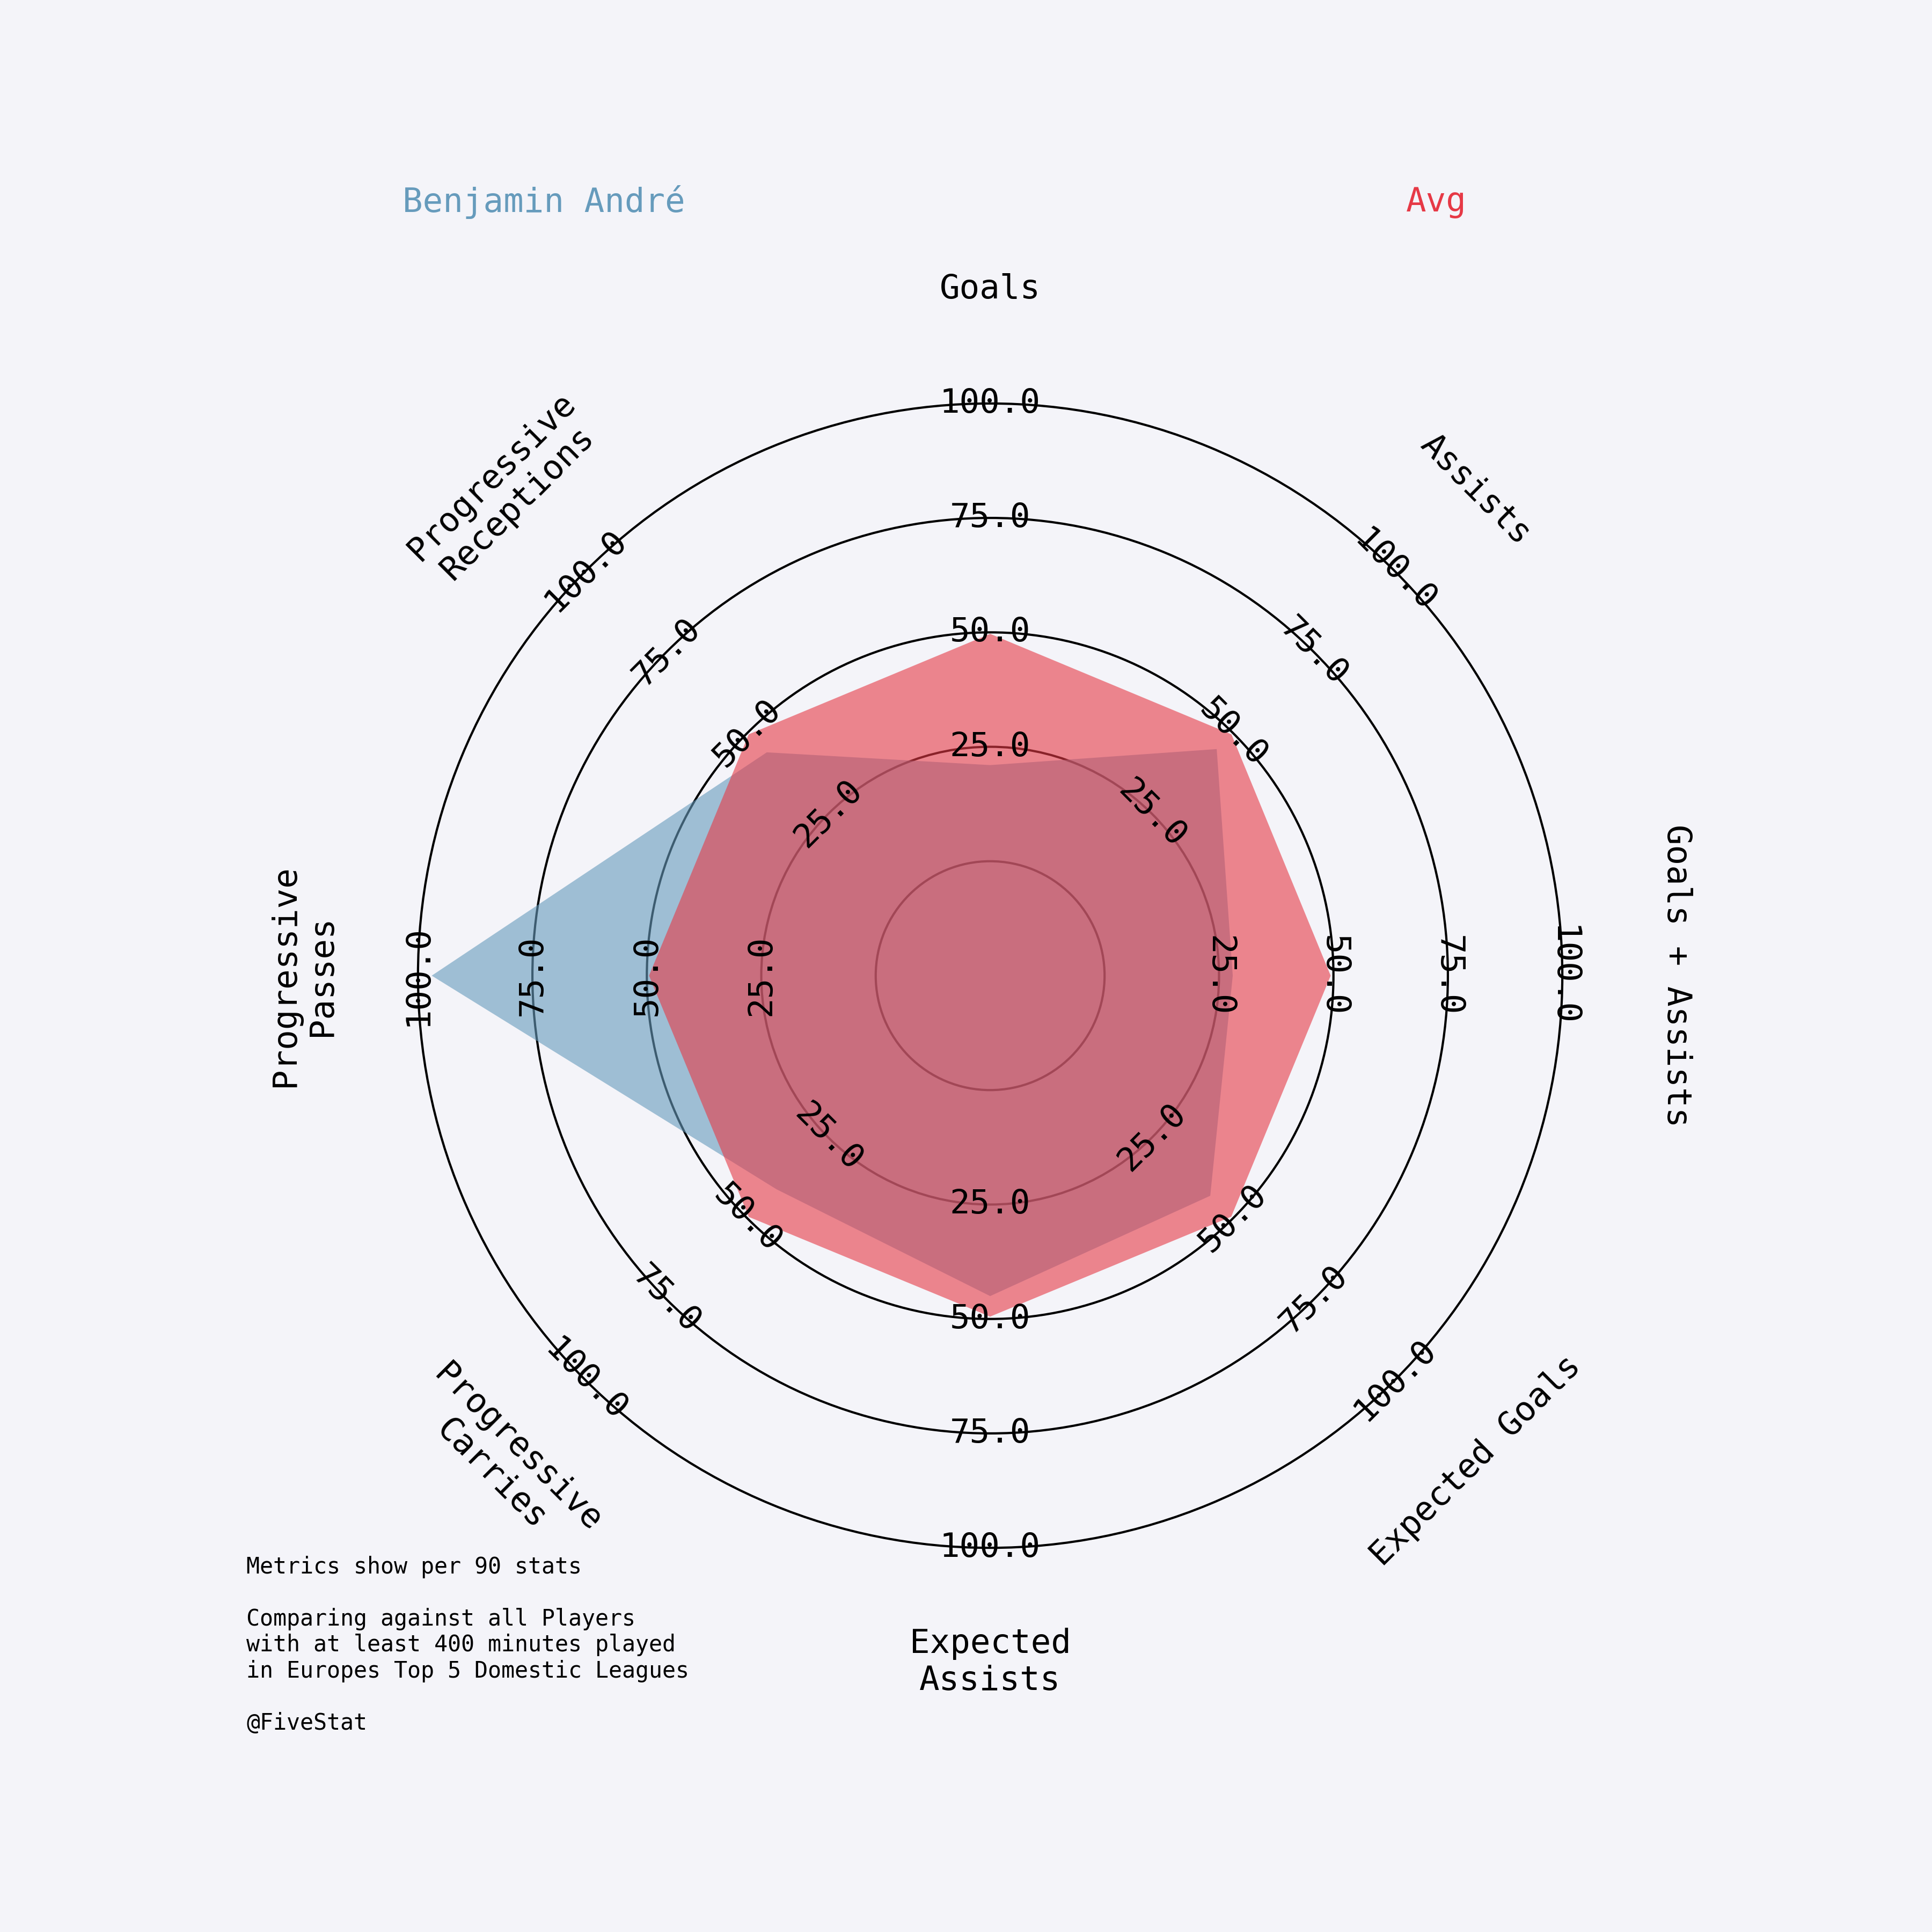 Benjamin André
Avg
Goals
Assists
Goals + Assists
Expected Goals
Expected
Assists
Progressive
Carries
Progressive
Passes
Progressive
Receptions
25.0
50.0
75.0
100.0
25.0
50.0
75.0
100.0
25.0
50.0
75.0
100.0
25.0
50.0
75.0
100.0
25.0
50.0
75.0
100.0
25.0
50.0
75.0
100.0
25.0
50.0
75.0
100.0
25.0
50.0
75.0
100.0
Metrics show per 90 stats
Comparing against all Players
with at least 400 minutes played
in Europes Top 5 Domestic Leagues
@FiveStat